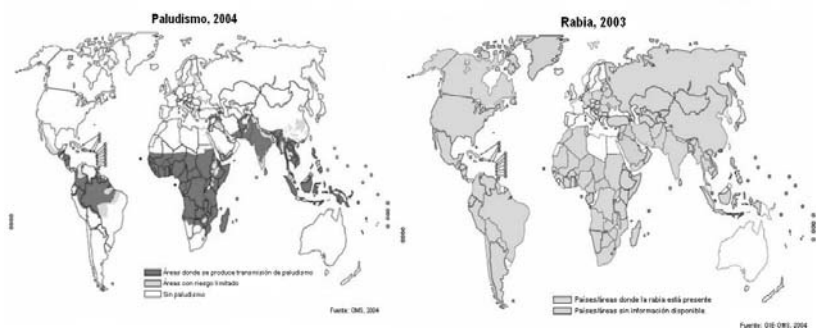 Paludismo, 2004
Áreas donde se produce transmisión de paludismo
Áreas con riesgo limitado
Sin paludismo
Fuente: OMS, 2004
Rabia, 2003
Países/áreas donde la rabia está presente
Países/áreas sin información disponible
Fuente: OIE-OMS, 2004